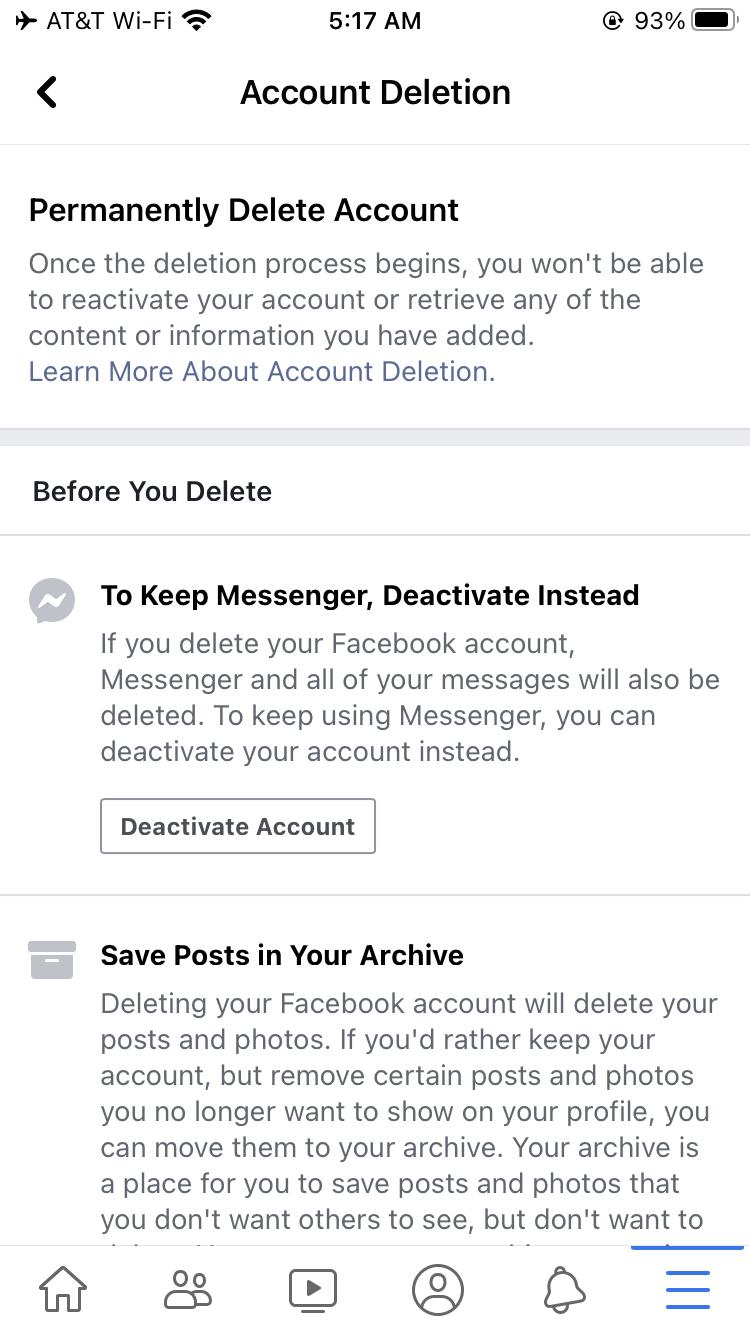 AT&T Wi-Fi 5:17 AM 93%
Account Deletion
Permanently Delete Account
Once the deletion process begins, you won't be able
to reactivate your account or retrieve any of the
content or information you have added.
Learn More About Account Deletion.
Before You Delete
To Keep Messenger, Deactivate Instead
If you delete your Facebook account,
Messenger and all of your messages will also be
deleted. To keep using Messenger, you can
deactivate your account instead.
Deactivate Account
Save Posts in Your Archive
Deleting your Facebook account will delete your
posts and photos. If you'd rather keep your
account, but remove certain posts and photos
you no longer want to show on your profile, you
can move them to your archive. Your archive is
a place for you to save posts and photos that
you don't want others to see, but don't want to